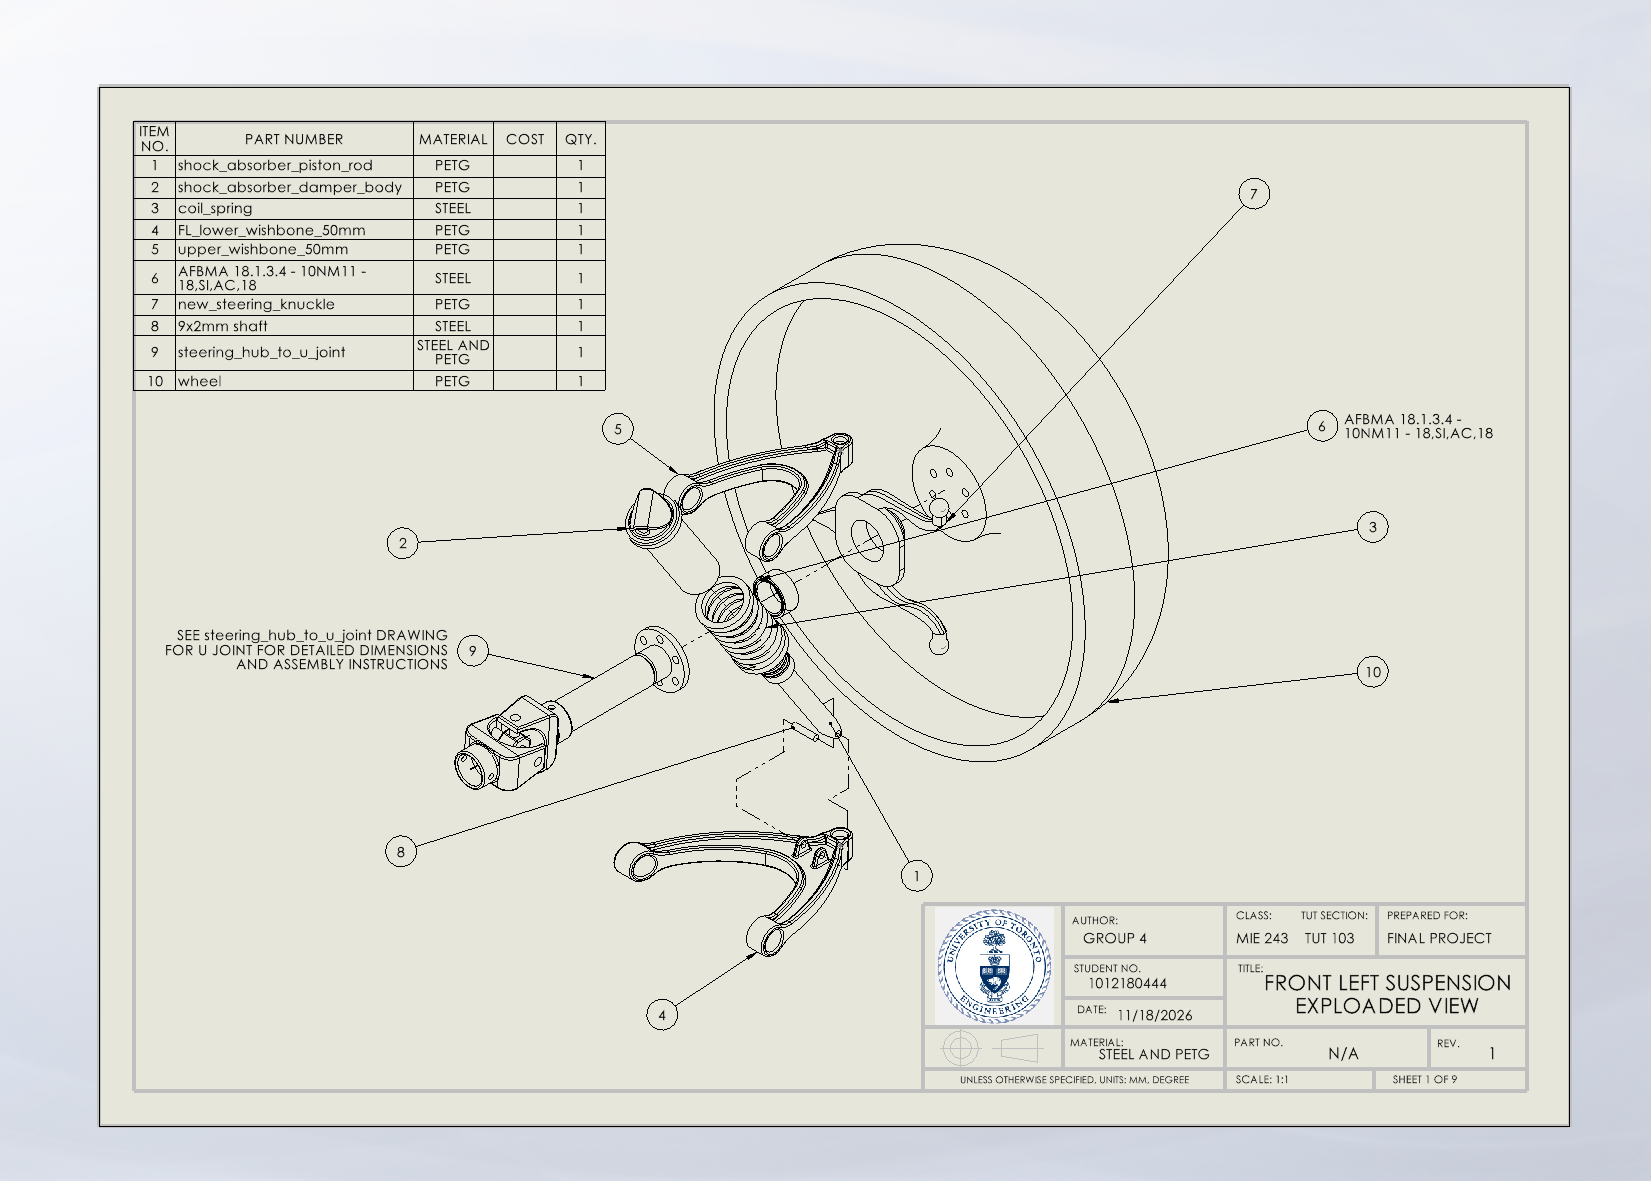 ITEM NO. PART NUMBER MATERIAL COST QTY.
1 shock_absorber_piston_rod PETG 1
2 shock_absorber_damper_body PETG 1
3 coil_spring STEEL 1
4 FL_lower_wishbone_50mm PETG 1
5 upper_wishbone_50mm PETG 1
6 AFBMA 18.1.3.4 - 10NM11 - 18,SI,AC,18 STEEL 1
7 new_steering_knuckle PETG 1
8 9x2mm shaft STEEL 1
9 steering_hub_to_u_joint STEEL AND PETG 1
10 wheel PETG 1
7
5
6
AFBMA 18.1.3.4 -
10NM11 - 18,SI,AC,18
3
2
SEE steering_hub_to_u_joint DRAWING
FOR U JOINT FOR DETAILED DIMENSIONS
AND ASSEMBLY INSTRUCTIONS
9
10
8
1
4
UNIVERSITY OF TORONTO
ENGINEERING
AUTHOR:
GROUP 4
CLASS: TUT SECTION:
MIE 243 TUT 103
PREPARED FOR:
FINAL PROJECT
STUDENT NO.
1012180444
TITLE:
FRONT LEFT SUSPENSION
EXPLOADED VIEW
DATE: 11/18/2026
MATERIAL:
STEEL AND PETG
PART NO.
N/A
REV.
1
UNLESS OTHERWISE SPECIFIED, UNITS: MM, DEGREE
SCALE: 1:1
SHEET 1 OF 9